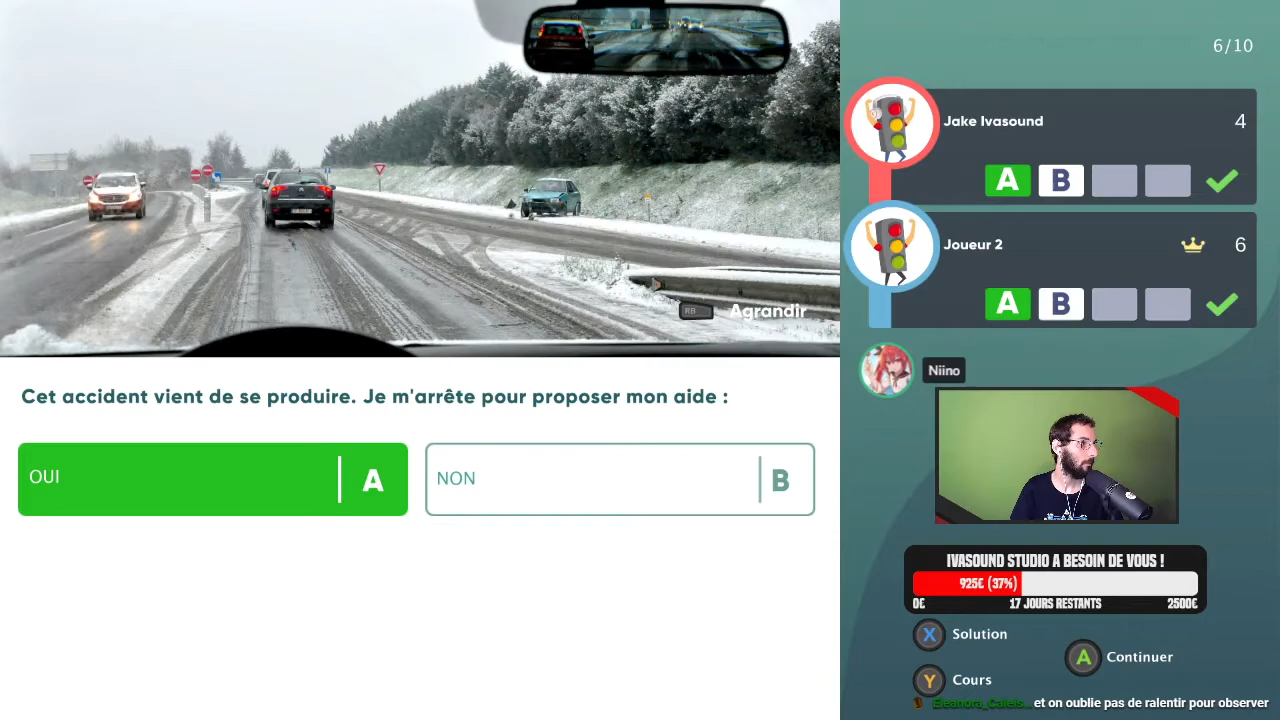 6/10
Jake Ivasound
4
A
B
Joueur 2
6
A
B
RB
Agrandir
Niino
Cet accident vient de se produire. Je m'arrête pour proposer mon aide :
OUI
A
NON
B
IVASOUND STUDIO A BESOIN DE VOUS !
925€ (37%)
0€
17 JOURS RESTANTS
2500€
X
Solution
A
Continuer
Y
Cours
et on oublie pas de ralentir pour observer